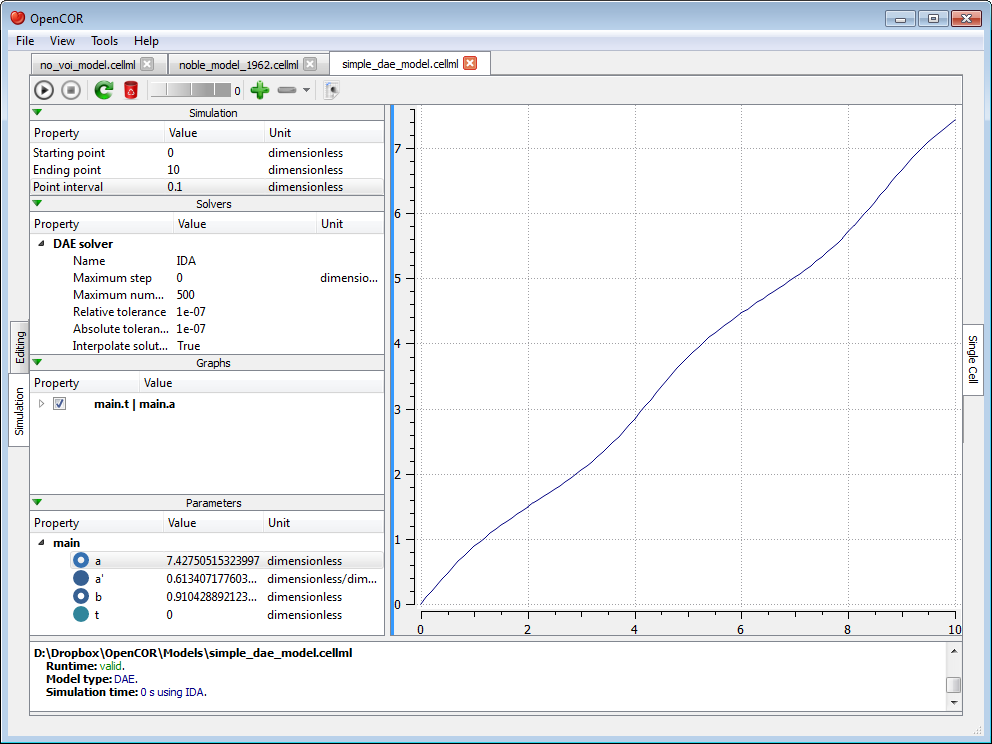 OpenCOR
File View Tools Help
no_voi_model.cellml noble_model_1962.cellml simple_dae_model.cellml
0
Simulation
Property Value Unit
Starting point 0 dimensionless
Ending point 10 dimensionless
Point interval 0.1 dimensionless
Solvers
Property Value Unit
DAE solver
Name IDA
Maximum step 0 dimensio...
Maximum num... 500
Relative tolerance 1e-07
Absolute toleran... 1e-07
Interpolate solut... True
Graphs
Property Value
main.t | main.a
Parameters
Property Value Unit
main
a 7.42750515323997 dimensionless
a' 0.613407177603... dimensionless/dim...
b 0.910428892123... dimensionless
t 0 dimensionless
Editing
Simulation
7
6
5
4
3
2
1
0
0 2 4 6 8 10
Single Cell
D:\Dropbox\OpenCOR\Models\simple_dae_model.cellml
Runtime: valid.
Model type: DAE.
Simulation time: 0 s using IDA.